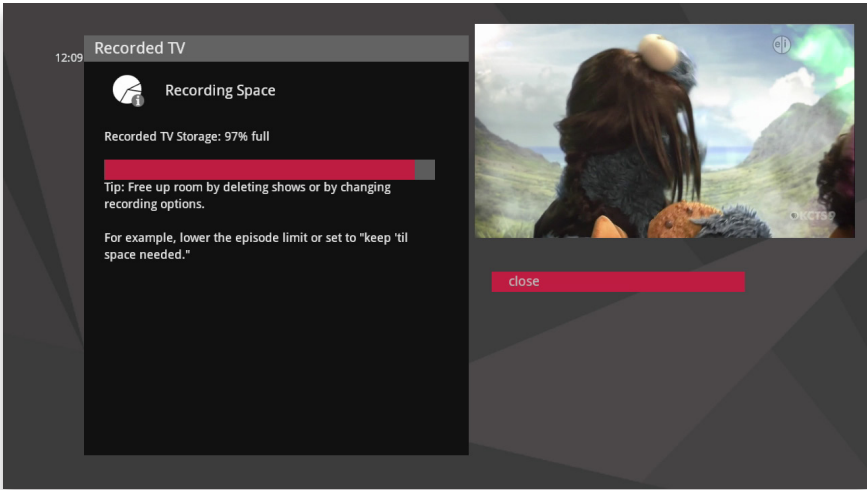 12:09
Recorded TV
Recording Space
Recorded TV Storage: 97% full
Tip: Free up room by deleting shows or by changing
recording options.
For example, lower the episode limit or set to "keep 'til
space needed."
e/i
KCTS9
close